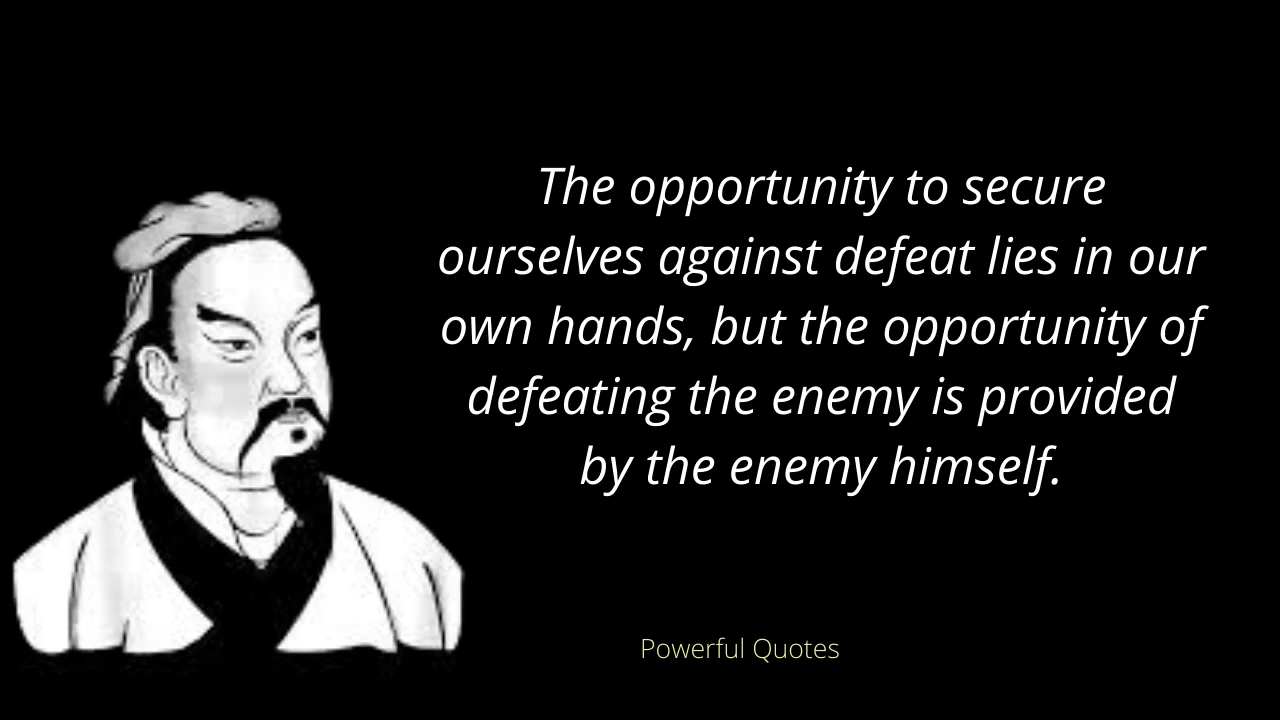 The opportunity to secure
ourselves against defeat lies in our
own hands, but the opportunity of
defeating the enemy is provided
by the enemy himself.
Powerful Quotes